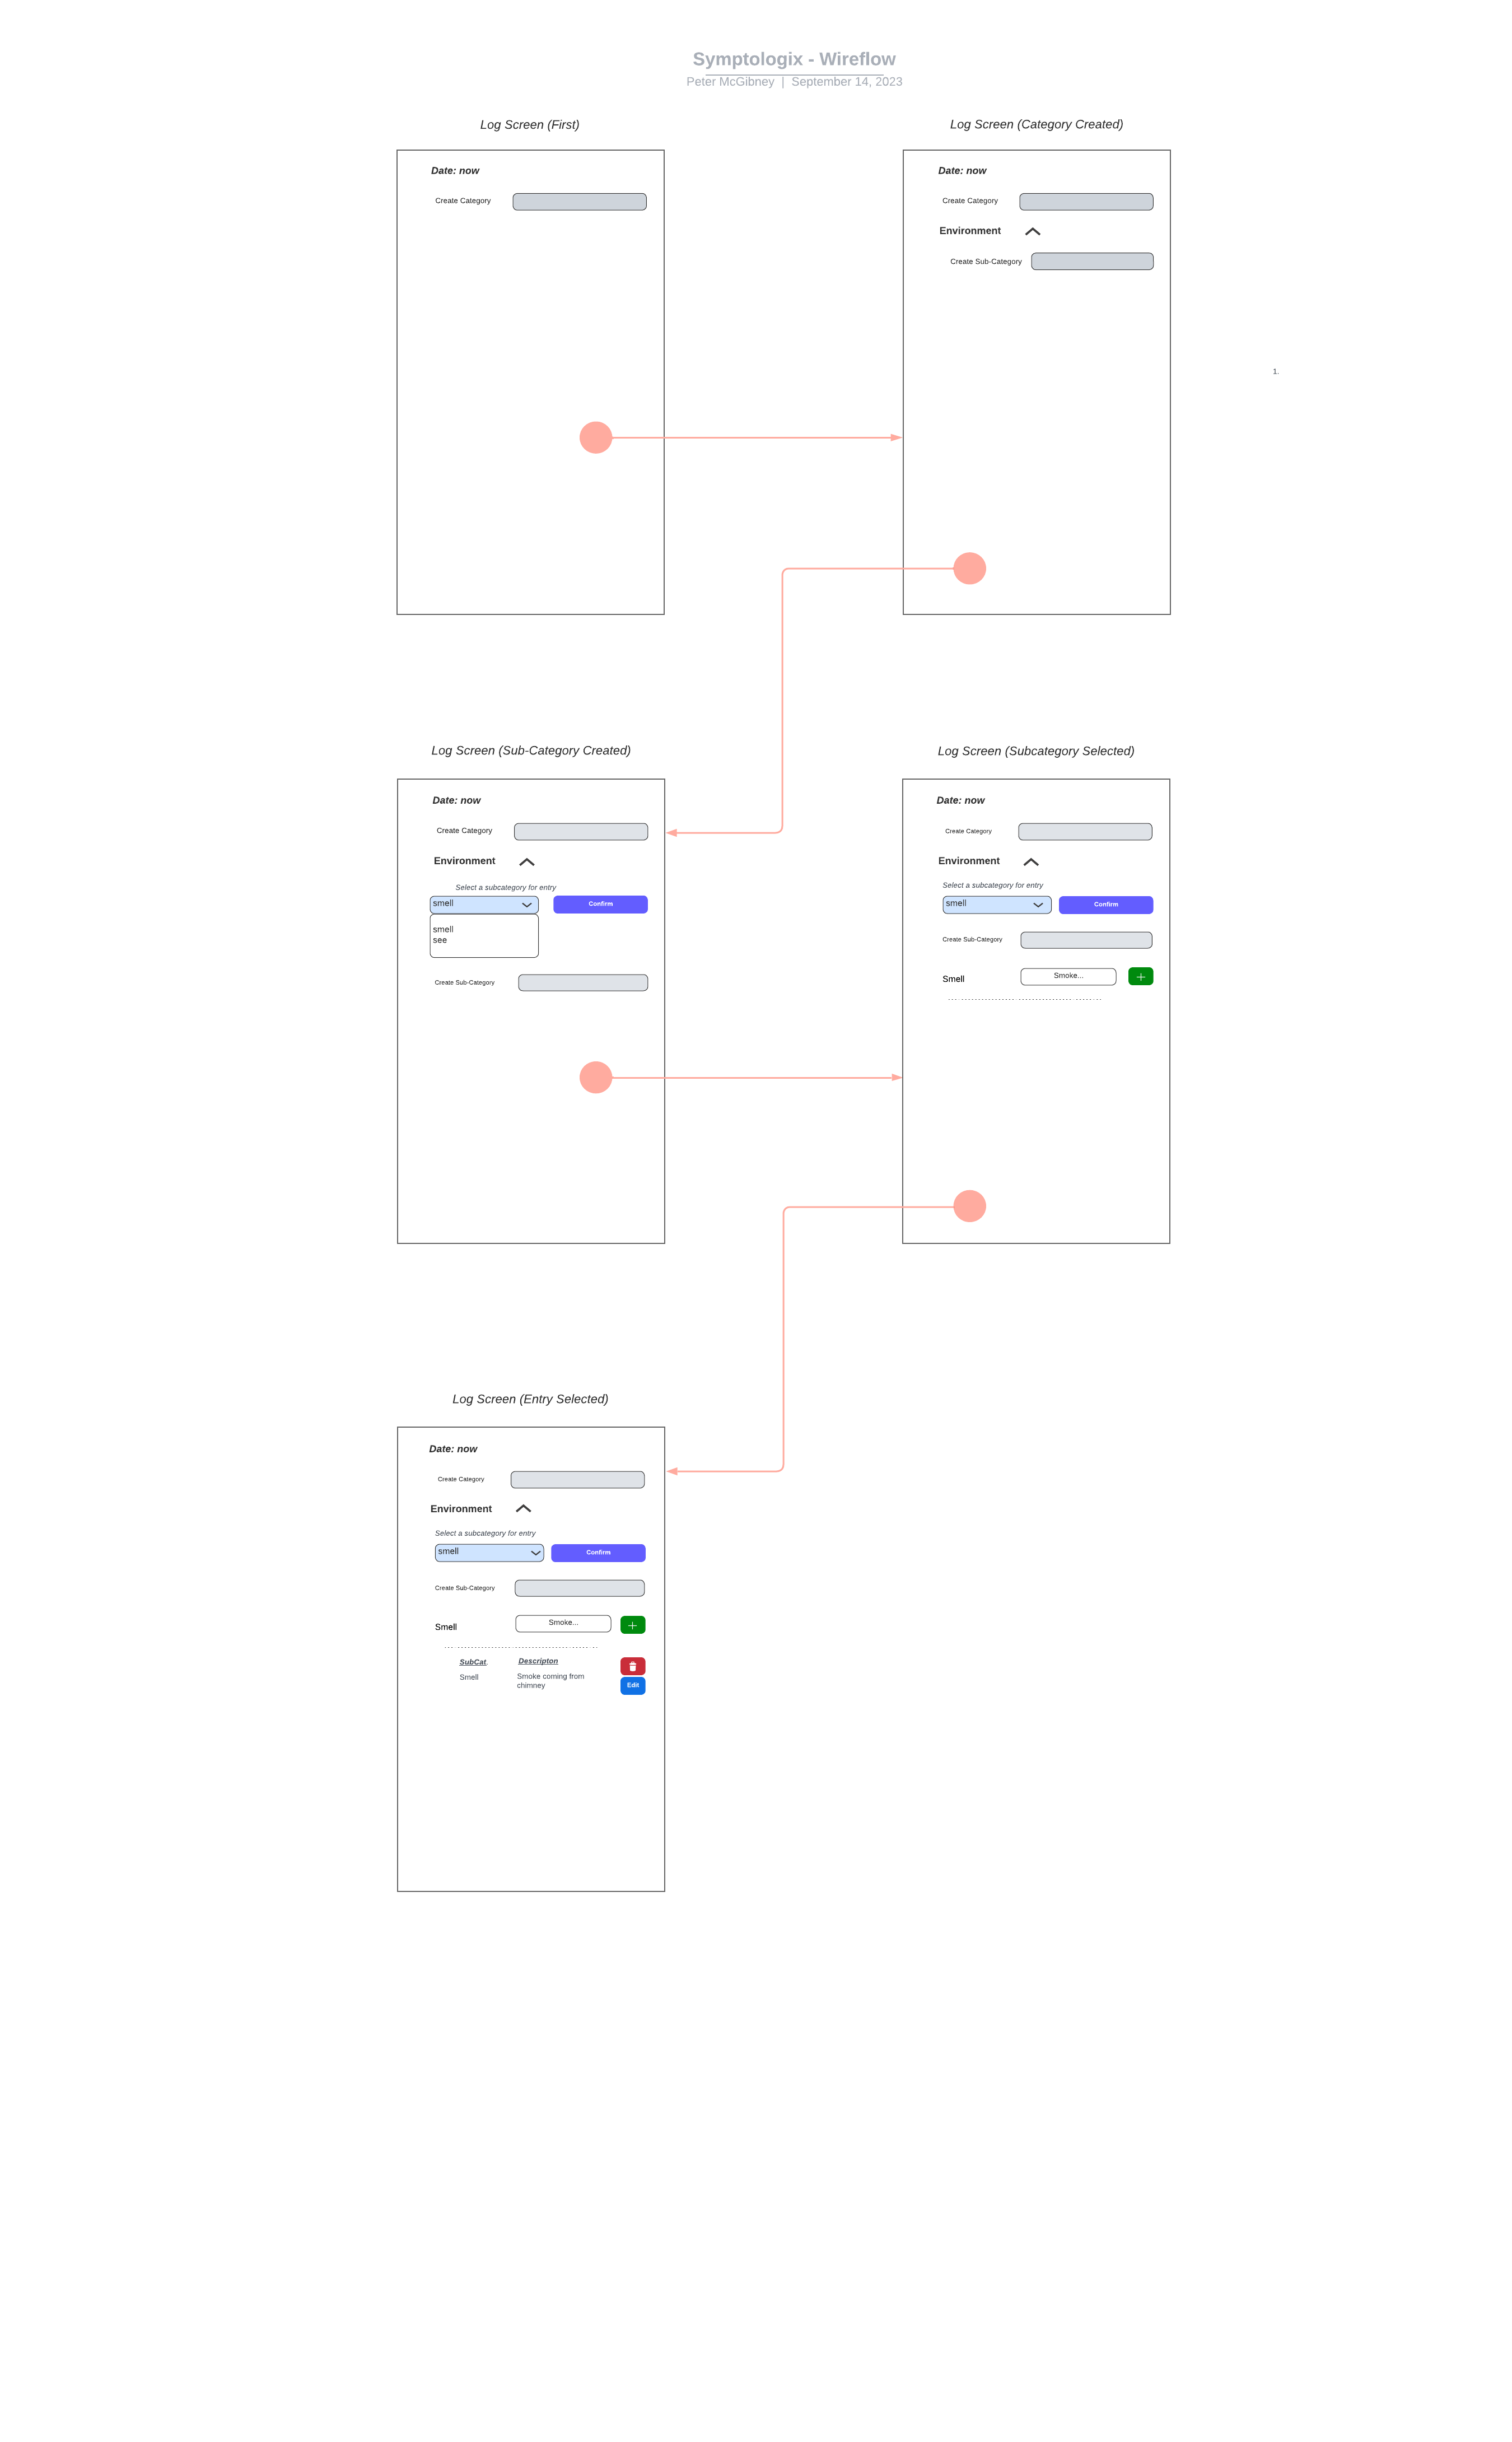 Symptologix - Wireflow
Peter McGibney | September 14, 2023
Log Screen (First)
Date: now
Create Category
Log Screen (Category Created)
Date: now
Create Category
Environment
Create Sub-Category
1.
Log Screen (Sub-Category Created)
Date: now
Create Category
Environment
Select a subcategory for entry
smell
Confirm
smell
see
Create Sub-Category
Log Screen (Subcategory Selected)
Date: now
Create Category
Environment
Select a subcategory for entry
smell
Confirm
Create Sub-Category
Smell
Smoke...
Log Screen (Entry Selected)
Date: now
Create Category
Environment
Select a subcategory for entry
smell
Confirm
Create Sub-Category
Smell
Smoke...
SubCat.
Descripton
Smell
Smoke coming from
chimney
Edit